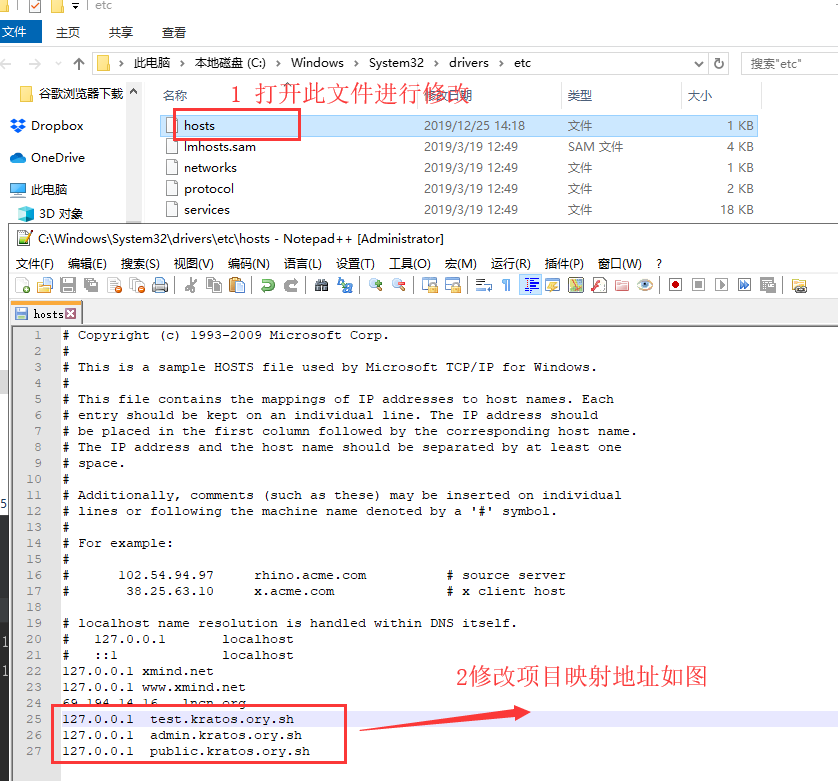 etc
文件 主页 共享 查看
此电脑 › 本地磁盘 (C:) › Windows › System32 › drivers › etc
搜索"etc"
谷歌浏览器下载
Dropbox
OneDrive
此电脑
3D 对象
名称 修改日期 类型 大小
1 打开此文件进行修改
hosts 2019/12/25 14:18 文件 1 KB
lmhosts.sam 2019/3/19 12:49 SAM 文件 4 KB
networks 2019/3/19 12:49 文件 1 KB
protocol 2019/3/19 12:49 文件 2 KB
services 2019/3/19 12:49 文件 18 KB
C:\Windows\System32\drivers\etc\hosts - Notepad++ [Administrator]
文件(F) 编辑(E) 搜索(S) 视图(V) 编码(N) 语言(L) 设置(T) 工具(O) 宏(M) 运行(R) 插件(P) 窗口(W) ?
hosts
1 # Copyright (c) 1993-2009 Microsoft Corp.
2 #
3 # This is a sample HOSTS file used by Microsoft TCP/IP for Windows.
4 #
5 # This file contains the mappings of IP addresses to host names. Each
6 # entry should be kept on an individual line. The IP address should
7 # be placed in the first column followed by the corresponding host name.
8 # The IP address and the host name should be separated by at least one
9 # space.
10 #
11 # Additionally, comments (such as these) may be inserted on individual
12 # lines or following the machine name denoted by a '#' symbol.
13 #
14 # For example:
15 #
16 # 102.54.94.97 rhino.acme.com # source server
17 # 38.25.63.10 x.acme.com # x client host
18
19 # localhost name resolution is handled within DNS itself.
20 # 127.0.0.1 localhost
21 # ::1 localhost
22 127.0.0.1 xmind.net
23 127.0.0.1 www.xmind.net
24 69.194.14.16 lncn.org
25 127.0.0.1 test.kratos.ory.sh
26 127.0.0.1 admin.kratos.ory.sh
27 127.0.0.1 public.kratos.ory.sh
2修改项目映射地址如图